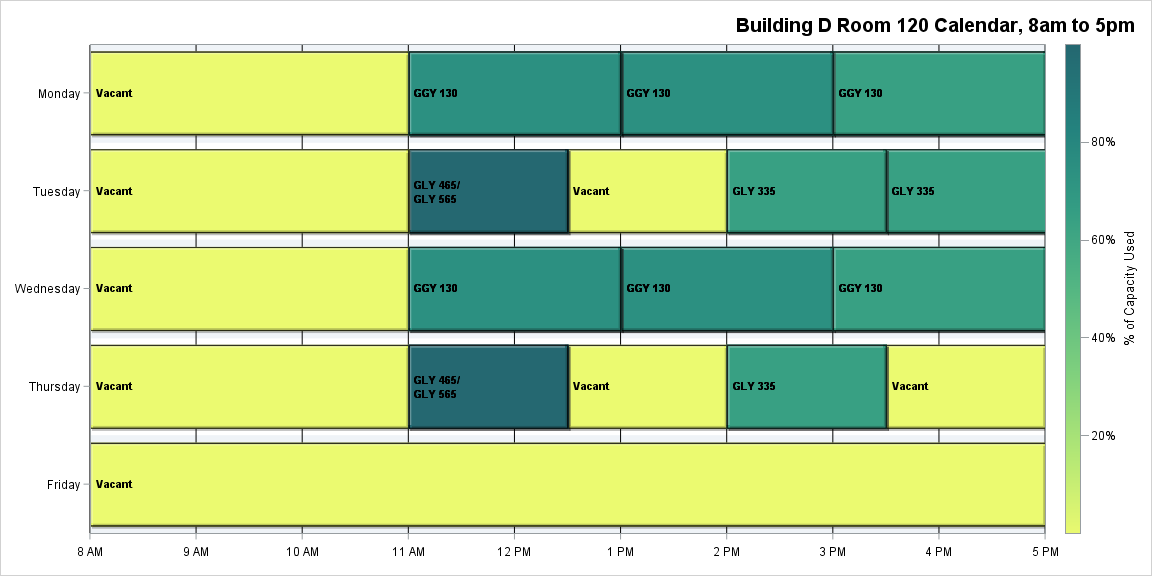 Building D Room 120 Calendar, 8am to 5pm
Monday
Vacant
GGY 130
GGY 130
GGY 130
Tuesday
Vacant
GLY 465/
GLY 565
Vacant
GLY 335
GLY 335
Wednesday
Vacant
GGY 130
GGY 130
GGY 130
Thursday
Vacant
GLY 465/
GLY 565
Vacant
GLY 335
Vacant
Friday
Vacant
8 AM
9 AM
10 AM
11 AM
12 PM
1 PM
2 PM
3 PM
4 PM
5 PM
80%
60%
40%
20%
% of Capacity Used